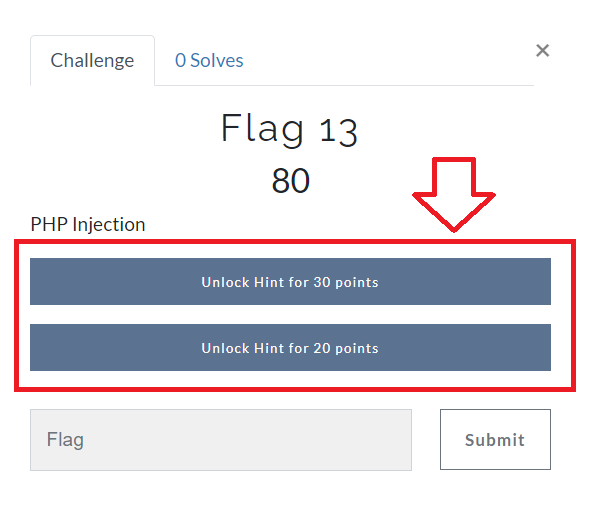 Challenge
0 Solves
×
Flag 13
80
PHP Injection
Unlock Hint for 30 points
Unlock Hint for 20 points
Flag
Submit